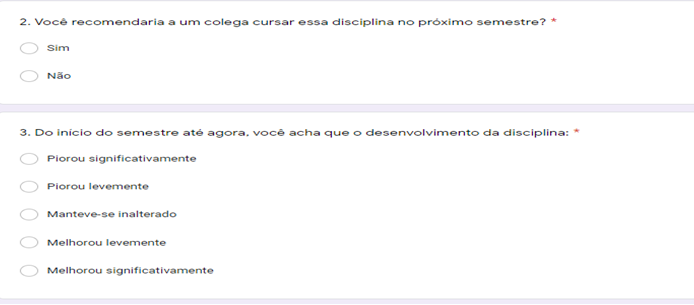 2. Você recomendaria a um colega cursar essa disciplina no próximo semestre? *
Sim
Não
3. Do início do semestre até agora, você acha que o desenvolvimento da disciplina: *
Piorou significativamente
Piorou levemente
Manteve-se inalterado
Melhorou levemente
Melhorou significativamente